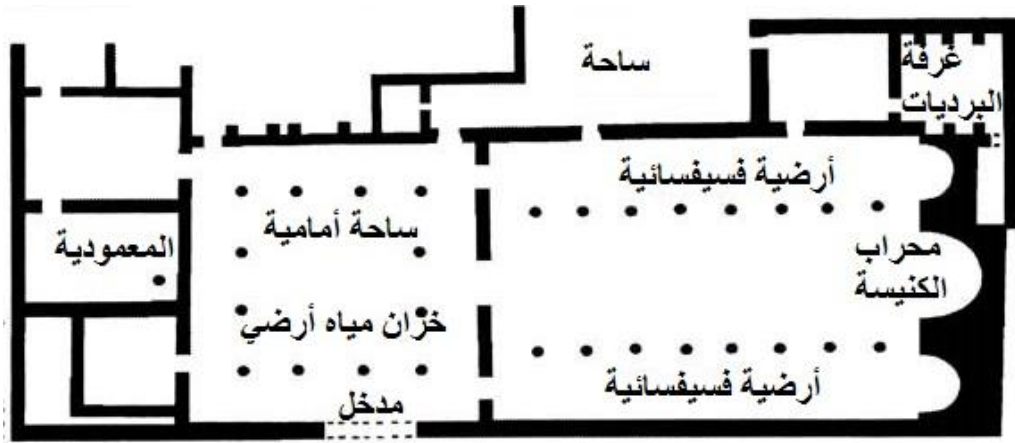 غرفة
البرديات
ساحة
أرضية فسيفسائية
ساحة أمامية
المعمودية
محراب
الكنيسة
خزان مياه أرضي
أرضية فسيفسائية
مدخل